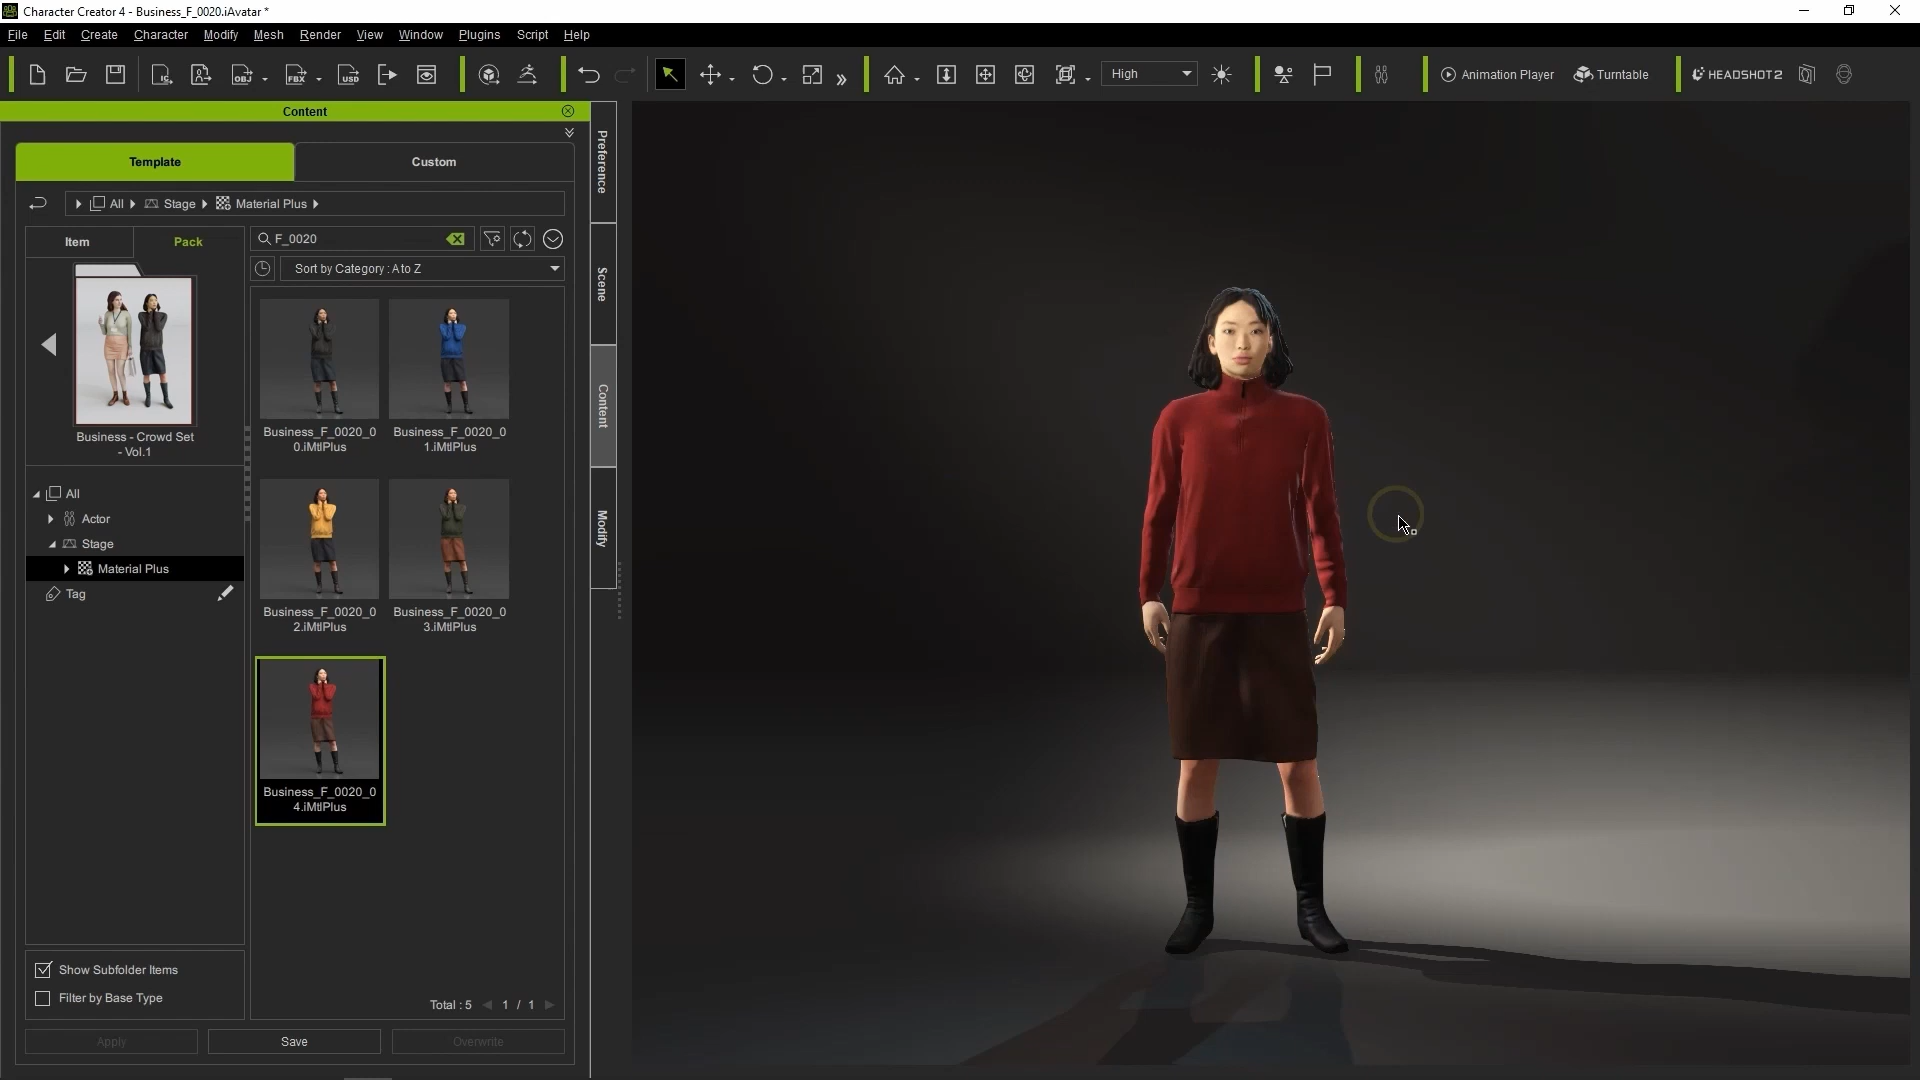 Character Creator 4 - Business_F_0020.iAvatar *
File Edit Create Character Modify Mesh Render View Window Plugins Script Help
IC OBJ FBX USD High Animation Player Turntable HEADSHOT2
Content
Template Custom
All Stage Material Plus
Item Pack
F_0020
Sort by Category : A to Z
Business - Crowd Set
- Vol.1
All
Actor
Stage
Material Plus
Tag
Business_F_0020_0
0.iMtlPlus
Business_F_0020_0
1.iMtlPlus
Business_F_0020_0
2.iMtlPlus
Business_F_0020_0
3.iMtlPlus
Business_F_0020_0
4.iMtlPlus
Show Subfolder Items
Filter by Base Type
Total : 5 1 / 1
Apply Save Overwrite
Preference
Scene
Content
Modify